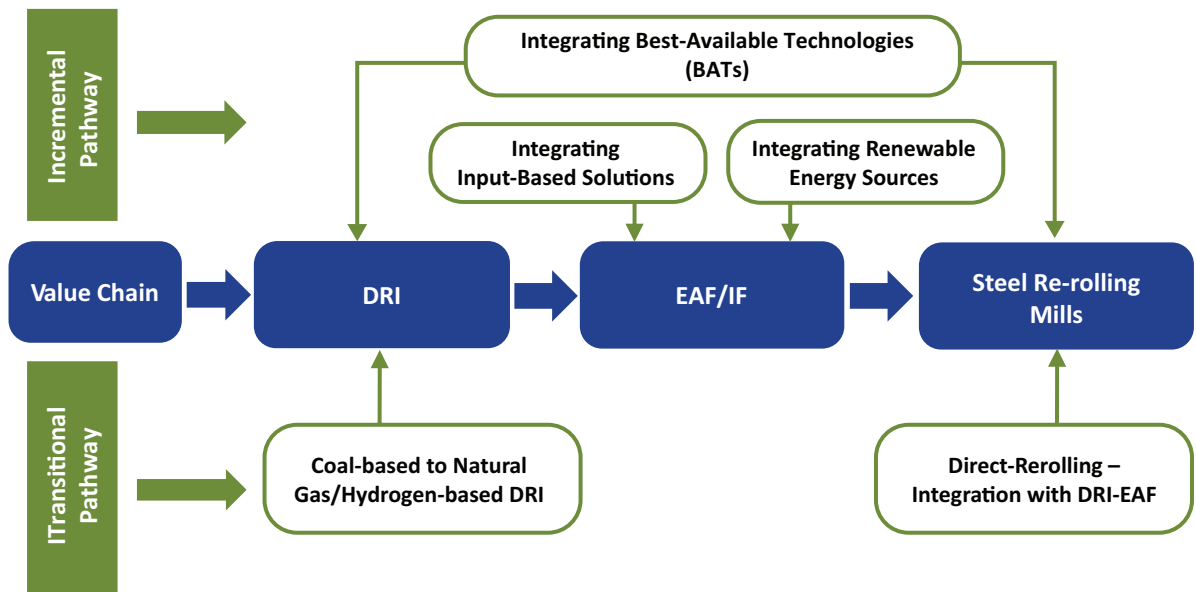 Incremental
Pathway
Integrating Best-Available Technologies
(BATs)
Integrating
Input-Based Solutions
Integrating Renewable
Energy Sources
Value Chain
DRI
EAF/IF
Steel Re-rolling
Mills
ITransitional
Pathway
Coal-based to Natural
Gas/Hydrogen-based DRI
Direct-Rerolling –
Integration with DRI-EAF